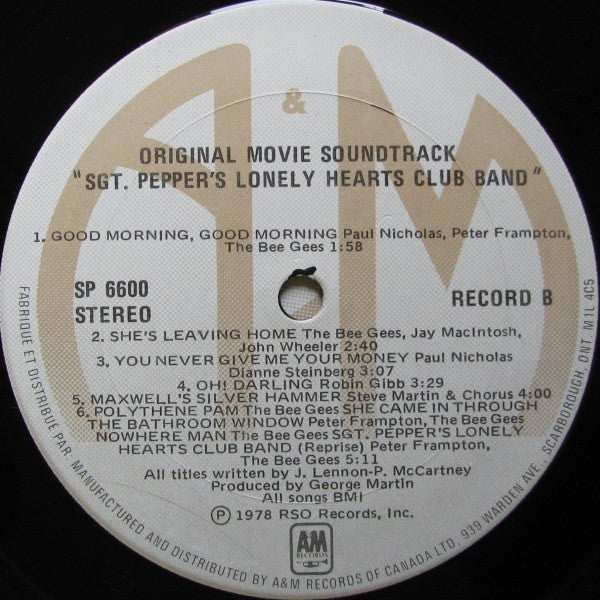 &
ORIGINAL MOVIE SOUNDTRACK
"SGT. PEPPER'S LONELY HEARTS CLUB BAND"
1. GOOD MORNING, GOOD MORNING Paul Nicholas, Peter Frampton,
The Bee Gees 1:58
SP 6600
STEREO
RECORD B
2. SHE'S LEAVING HOME The Bee Gees, Jay MacIntosh,
John Wheeler 2:40
3. YOU NEVER GIVE ME YOUR MONEY Paul Nicholas
Dianne Steinberg 3:07
4. OH! DARLING Robin Gibb 3:29
5. MAXWELL'S SILVER HAMMER Steve Martin & Chorus 4:00
6. POLYTHENE PAM The Bee Gees SHE CAME IN THROUGH
THE BATHROOM WINDOW Peter Frampton, The Bee Gees
NOWHERE MAN The Bee Gees SGT. PEPPER'S LONELY
HEARTS CLUB BAND (Reprise) Peter Frampton,
The Bee Gees 5:11
All titles written by J. Lennon-P. McCartney
Produced by George Martin
All songs BMI
Ⓟ 1978 RSO Records, Inc.
AM
RECORDS
FABRIQUE ET DISTRIBUE PAR. MANUFACTURED AND DISTRIBUTED BY A&M RECORDS OF CANADA LTD, 939 WARDEN AVE. SCARBOROUGH, ONT. M1L 4C5